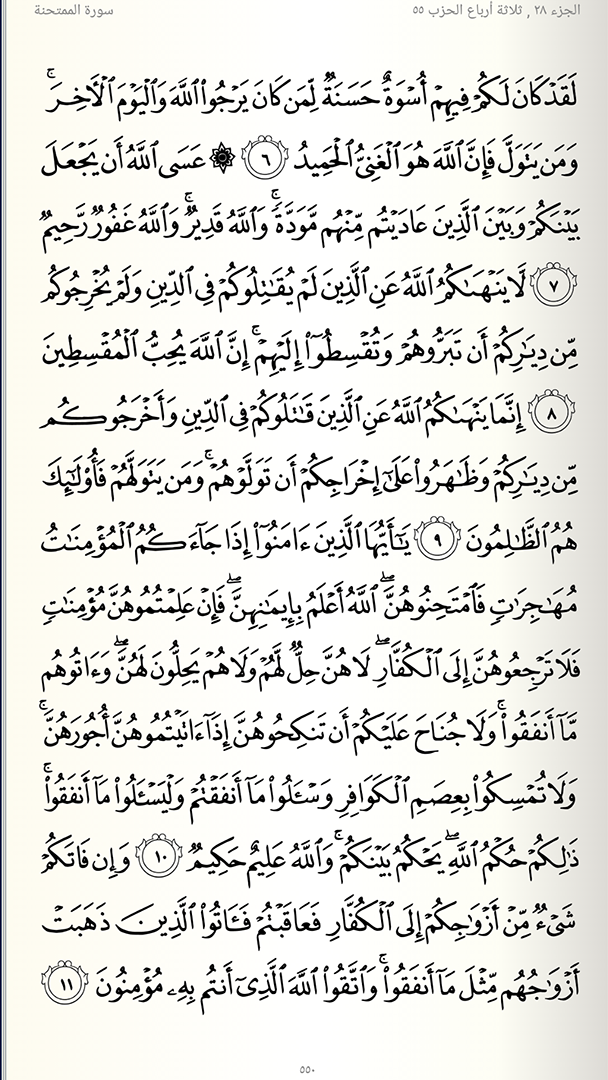 الجزء ٢٨ , ثلاثة أرباع الحزب ٥٥ سورة الممتحنة
لَقَدْ كَانَ لَكُمْ فِيهِمْ أُسْوَةٌ حَسَنَةٌ لِّمَن كَانَ يَرْجُوا۟ ٱللَّهَ وَٱلْيَوْمَ ٱلْـَٔاخِرَ ۚ
وَمَن يَتَوَلَّ فَإِنَّ ٱللَّهَ هُوَ ٱلْغَنِىُّ ٱلْحَمِيدُ ٦ ۞ عَسَى ٱللَّهُ أَن يَجْعَلَ
بَيْنَكُمْ وَبَيْنَ ٱلَّذِينَ عَادَيْتُم مِّنْهُم مَّوَدَّةً ۚ وَٱللَّهُ قَدِيرٌ ۚ وَٱللَّهُ غَفُورٌ رَّحِيمٌ
٧ لَّا يَنْهَىٰكُمُ ٱللَّهُ عَنِ ٱلَّذِينَ لَمْ يُقَـٰتِلُوكُمْ فِى ٱلدِّينِ وَلَمْ يُخْرِجُوكُم
مِّن دِيَـٰرِكُمْ أَن تَبَرُّوهُمْ وَتُقْسِطُوٓا۟ إِلَيْهِمْ ۚ إِنَّ ٱللَّهَ يُحِبُّ ٱلْمُقْسِطِينَ
٨ إِنَّمَا يَنْهَىٰكُمُ ٱللَّهُ عَنِ ٱلَّذِينَ قَـٰتَلُوكُمْ فِى ٱلدِّينِ وَأَخْرَجُوكُم
مِّن دِيَـٰرِكُمْ وَظَـٰهَرُوا۟ عَلَىٰٓ إِخْرَاجِكُمْ أَن تَوَلَّوْهُمْ ۚ وَمَن يَتَوَلَّهُمْ فَأُو۟لَـٰٓئِكَ
هُمُ ٱلظَّـٰلِمُونَ ٩ يَـٰٓأَيُّهَا ٱلَّذِينَ ءَامَنُوٓا۟ إِذَا جَآءَكُمُ ٱلْمُؤْمِنَـٰتُ
مُهَـٰجِرَٰتٍ فَٱمْتَحِنُوهُنَّ ۖ ٱللَّهُ أَعْلَمُ بِإِيمَـٰنِهِنَّ ۖ فَإِنْ عَلِمْتُمُوهُنَّ مُؤْمِنَـٰتٍ
فَلَا تَرْجِعُوهُنَّ إِلَى ٱلْكُفَّارِ ۖ لَا هُنَّ حِلٌّ لَّهُمْ وَلَا هُمْ يَحِلُّونَ لَهُنَّ ۖ وَءَاتُوهُم
مَّآ أَنفَقُوا۟ ۚ وَلَا جُنَاحَ عَلَيْكُمْ أَن تَنكِحُوهُنَّ إِذَآ ءَاتَيْتُمُوهُنَّ أُجُورَهُنَّ ۚ
وَلَا تُمْسِكُوا۟ بِعِصَمِ ٱلْكَوَافِرِ وَسْـَٔلُوا۟ مَآ أَنفَقْتُمْ وَلْيَسْـَٔلُوا۟ مَآ أَنفَقُوا۟ ۚ
ذَٰلِكُمْ حُكْمُ ٱللَّهِ ۖ يَحْكُمُ بَيْنَكُمْ ۚ وَٱللَّهُ عَلِيمٌ حَكِيمٌ ١٠ وَإِن فَاتَكُمْ
شَىْءٌ مِّنْ أَزْوَٰجِكُمْ إِلَى ٱلْكُفَّارِ فَعَاقَبْتُمْ فَـَٔاتُوا۟ ٱلَّذِينَ ذَهَبَتْ
أَزْوَٰجُهُم مِّثْلَ مَآ أَنفَقُوا۟ ۚ وَٱتَّقُوا۟ ٱللَّهَ ٱلَّذِىٓ أَنتُم بِهِۦ مُؤْمِنُونَ ١١
٥٥٠